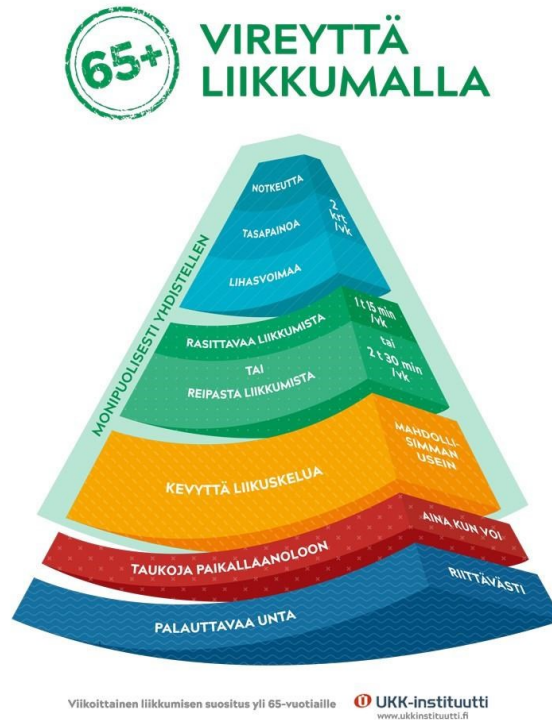 65+
VIREYTTÄ
LIIKKUMALLA
MONIPUOLISESTI YHDISTELLEN
NOTKEUTTA
TASAPAINOA
LIHASVOIMAA
2
krt
/vk
RASITTAVAA LIIKKUMISTA
TAI
REIPASTA LIIKKUMISTA
1 t 15 min
/vk
tai
2 t 30 min
/vk
KEVYTTÄ LIIKUSKELUA
MAHDOLLI-
SIMMAN
USEIN
TAUKOJA PAIKALLAANOLOON
AINA KUN VOI
PALAUTTAVAA UNTA
RIITTÄVÄSTI
Viikoittainen liikkumisen suositus yli 65-vuotiaille
UKK-instituutti
www.ukkinstituutti.fi